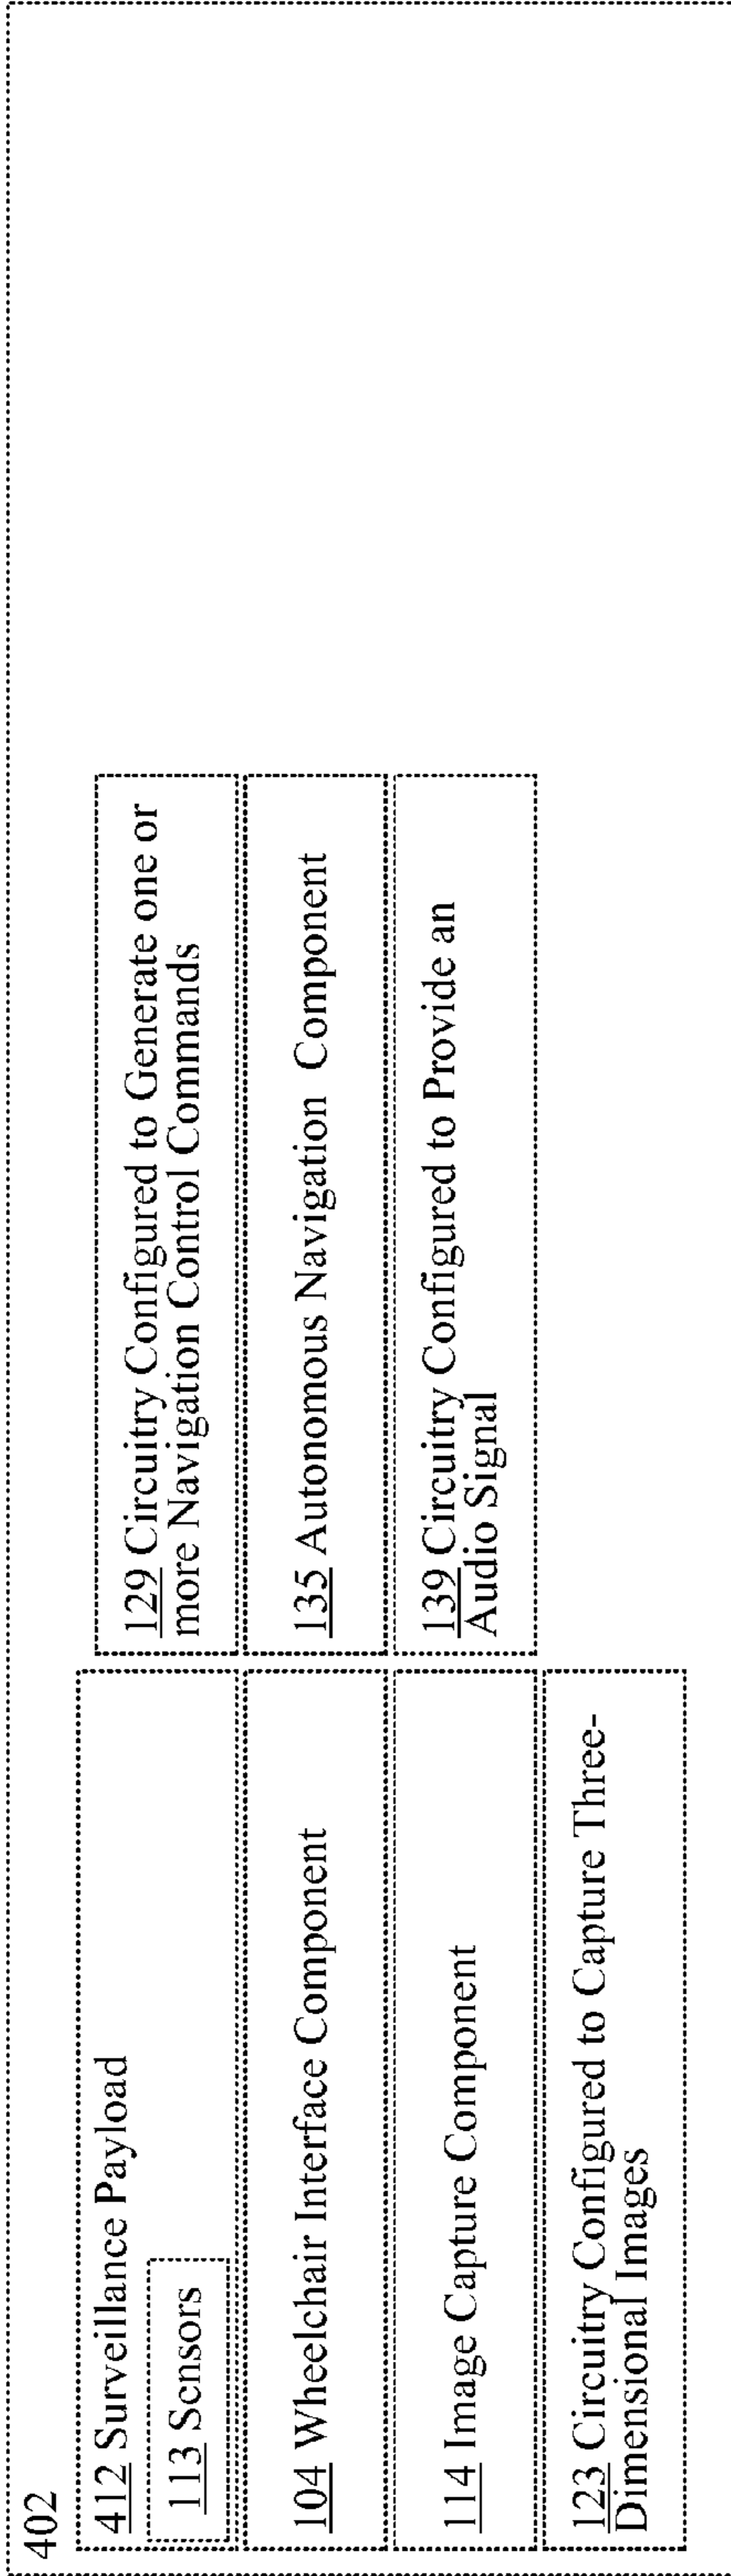 402
412 Surveillance Payload
113 Sensors
104 Wheelchair Interface Component
114 Image Capture Component
123 Circuitry Configured to Capture Three-
Dimensional Images
129 Circuitry Configured to Generate one or
more Navigation Control Commands
135 Autonomous Navigation Component
139 Circuitry Configured to Provide an
Audio Signal